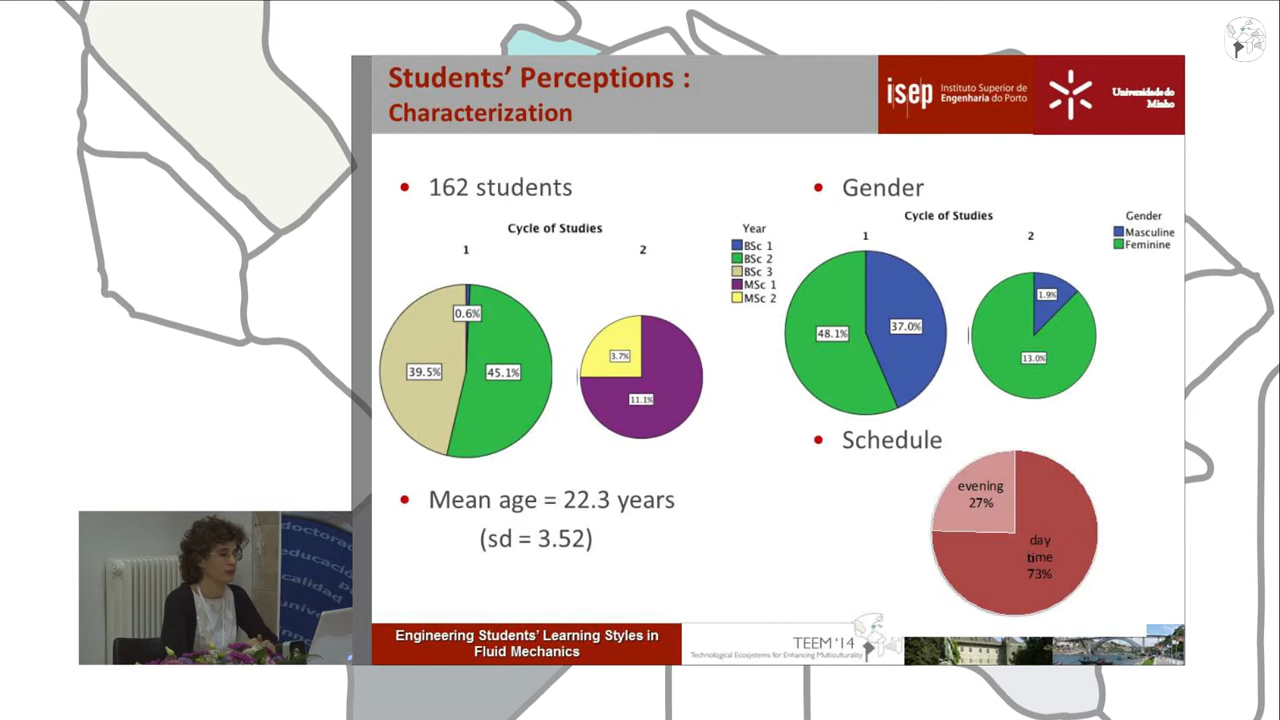 Students' Perceptions :
Characterization
isep
Instituto Superior de
Engenharia do Porto
Universidade do
Minho
• 162 students
Cycle of Studies
1
2
Year
BSc 1
BSc 2
BSc 3
MSc 1
MSc 2
0.6%
39.5%
45.1%
3.7%
11.1%
• Mean age = 22.3 years
(sd = 3.52)
• Gender
Cycle of Studies
1
2
Gender
Masculine
Feminine
48.1%
37.0%
1.9%
13.0%
• Schedule
evening
27%
day
time
73%
doctorad
educació
calidad
unive
Engineering Students' Learning Styles in
Fluid Mechanics
TEEM '14
Technological Ecosystems for Enhancing Multiculturality